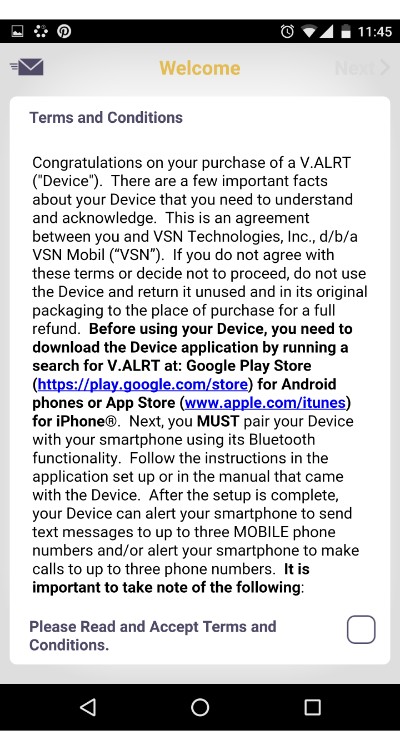 11:45
Welcome
Next
Terms and Conditions
Congratulations on your purchase of a V.ALRT
("Device").  There are a few important facts
about your Device that you need to understand
and acknowledge.  This is an agreement
between you and VSN Technologies, Inc., d/b/a
VSN Mobil (“VSN”).  If you do not agree with
these terms or decide not to proceed, do not use
the Device and return it unused and in its original
packaging to the place of purchase for a full
refund.  Before using your Device, you need to
download the Device application by running a
search for V.ALRT at: Google Play Store
(https://play.google.com/store) for Android
phones or App Store (www.apple.com/itunes)
for iPhone®.  Next, you MUST pair your Device
with your smartphone using its Bluetooth
functionality.  Follow the instructions in the
application set up or in the manual that came
with the Device.  After the setup is complete,
your Device can alert your smartphone to send
text messages to up to three MOBILE phone
numbers and/or alert your smartphone to make
calls to up to three phone numbers.  It is
important to take note of the following:
Please Read and Accept Terms and
Conditions.